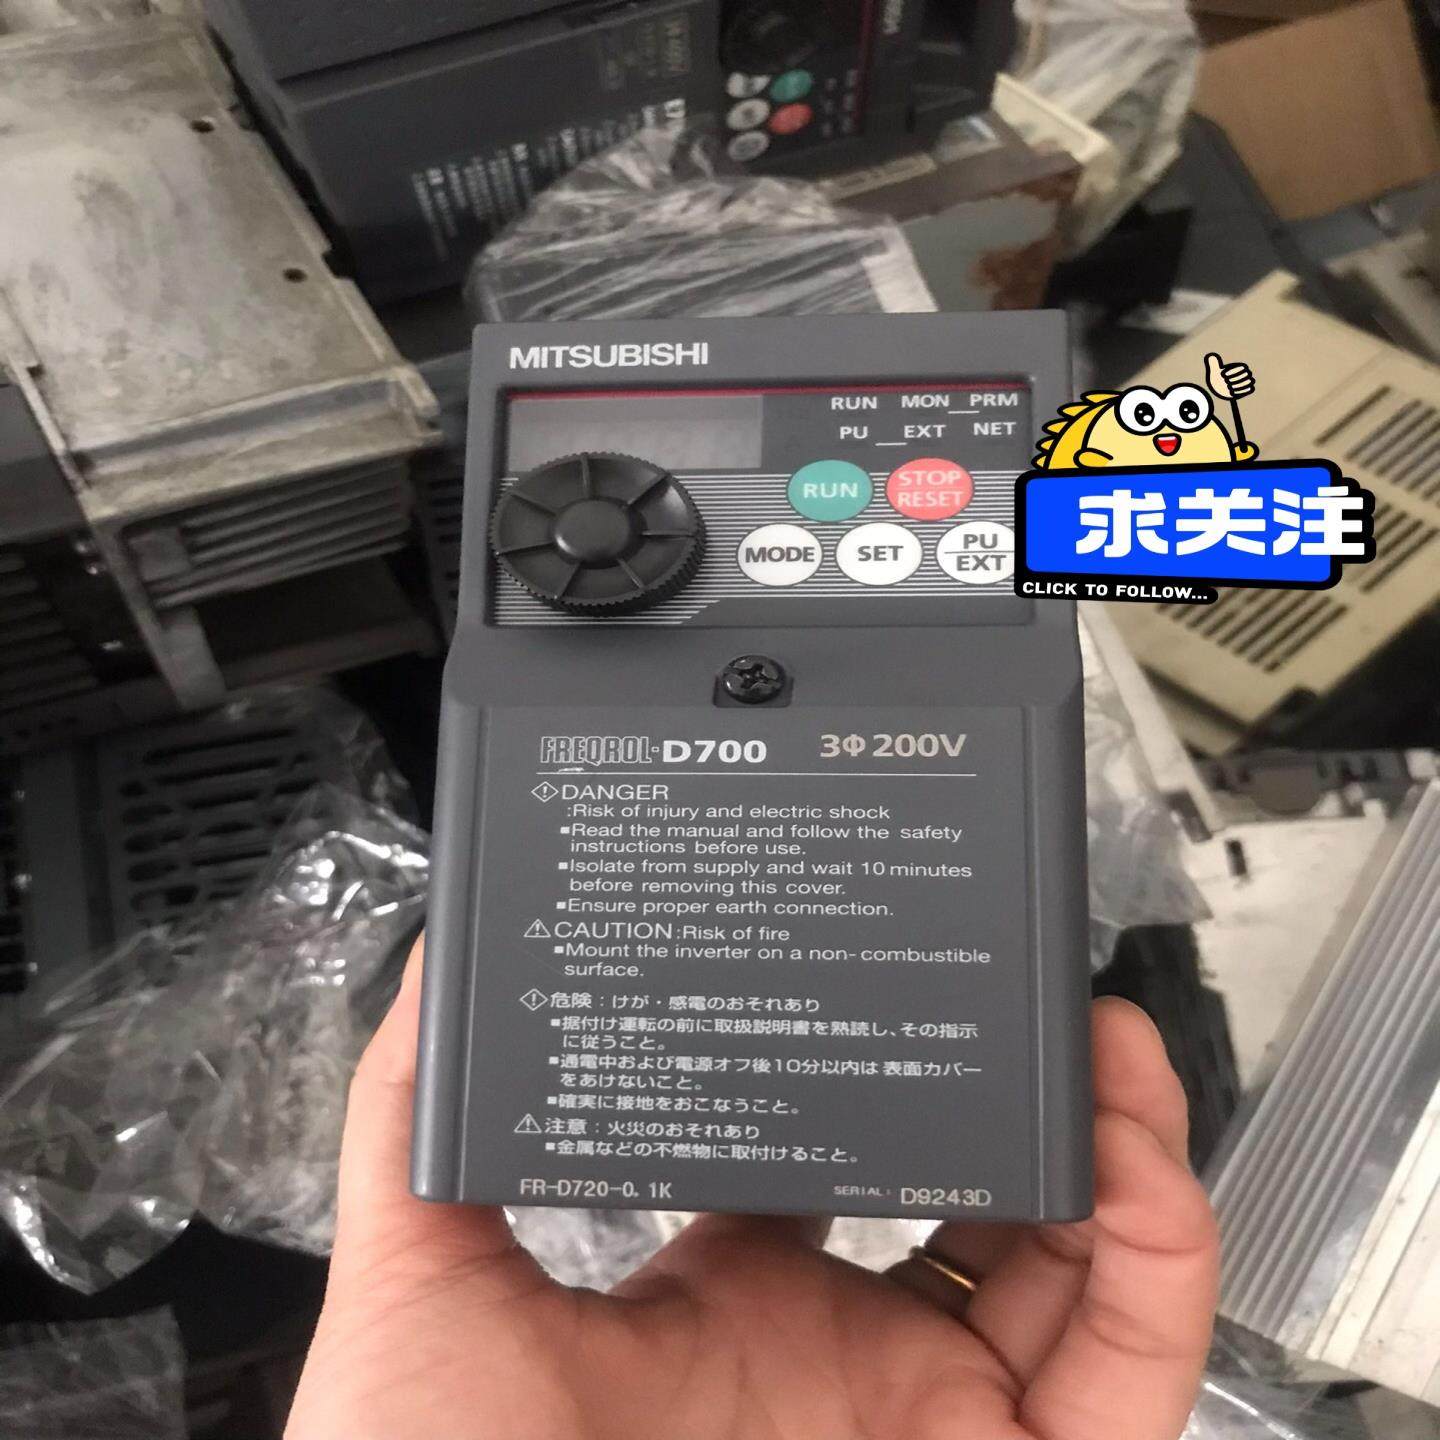 MITSUBISHI
RUN MON PRM
PU EXT NET
RUN
STOP
RESET
MODE
SET
PU
EXT
求关注
CLICK TO FOLLOW...
FREQROL-D700 3Φ 200V
DANGER
:Risk of injury and electric shock
■Read the manual and follow the safety
instructions before use.
■Isolate from supply and wait 10 minutes
before removing this cover.
■Ensure proper earth connection.
CAUTION:Risk of fire
■Mount the inverter on a non-combustible
surface.
危険：けが・感電のおそれあり
■据付け運転の前に取扱説明書を熟読し、その指示
に従うこと。
■通電中および電源オフ後10分以内は表面カバー
をあけないこと。
■確実に接地をおこなうこと。
注意：火災のおそれあり
■金属などの不燃物に取付けること。
FR-D720-0.1K SERIAL: D9243D